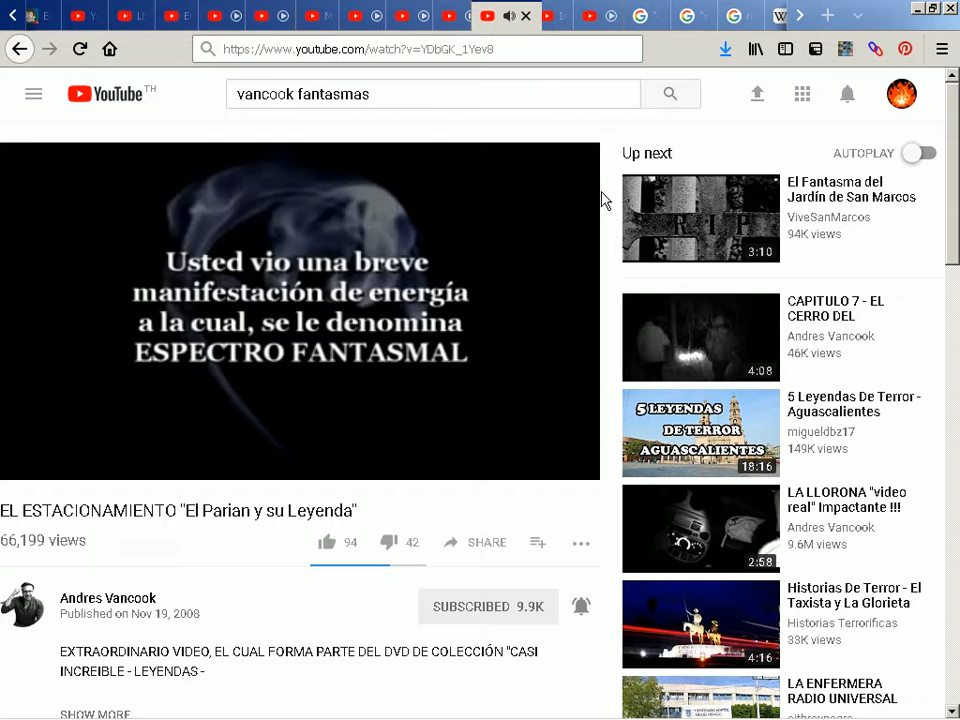 https://www.youtube.com/watch?v=YDbGK_1Yev8
YouTube TH
vancook fantasmas
Usted vio una breve
manifestación de energía
a la cual, se le denomina
ESPECTRO FANTASMAL
EL ESTACIONAMIENTO "El Parian y su Leyenda"
66,199 views
94
42
SHARE
Andres Vancook
Published on Nov 19, 2008
SUBSCRIBED 9.9K
EXTRAORDINARIO VIDEO, EL CUAL FORMA PARTE DEL DVD DE COLECCIÓN "CASI
INCREIBLE - LEYENDAS -
SHOW MORE
Up next
AUTOPLAY
RIP
3:10
El Fantasma del
Jardín de San Marcos
ViveSanMarcos
94K views
4:08
CAPITULO 7 - EL
CERRO DEL
Andres Vancook
46K views
5 LEYENDAS
DE TERROR
AGUASCALIENTES
18:16
5 Leyendas De Terror -
Aguascalientes
migueldbz17
149K views
2:58
LA LLORONA "video
real" Impactante !!!
Andres Vancook
9.6M views
4:16
Historias De Terror - El
Taxista y La Glorieta
Historias Terrorificas
33K views
LA ENFERMERA
RADIO UNIVERSAL